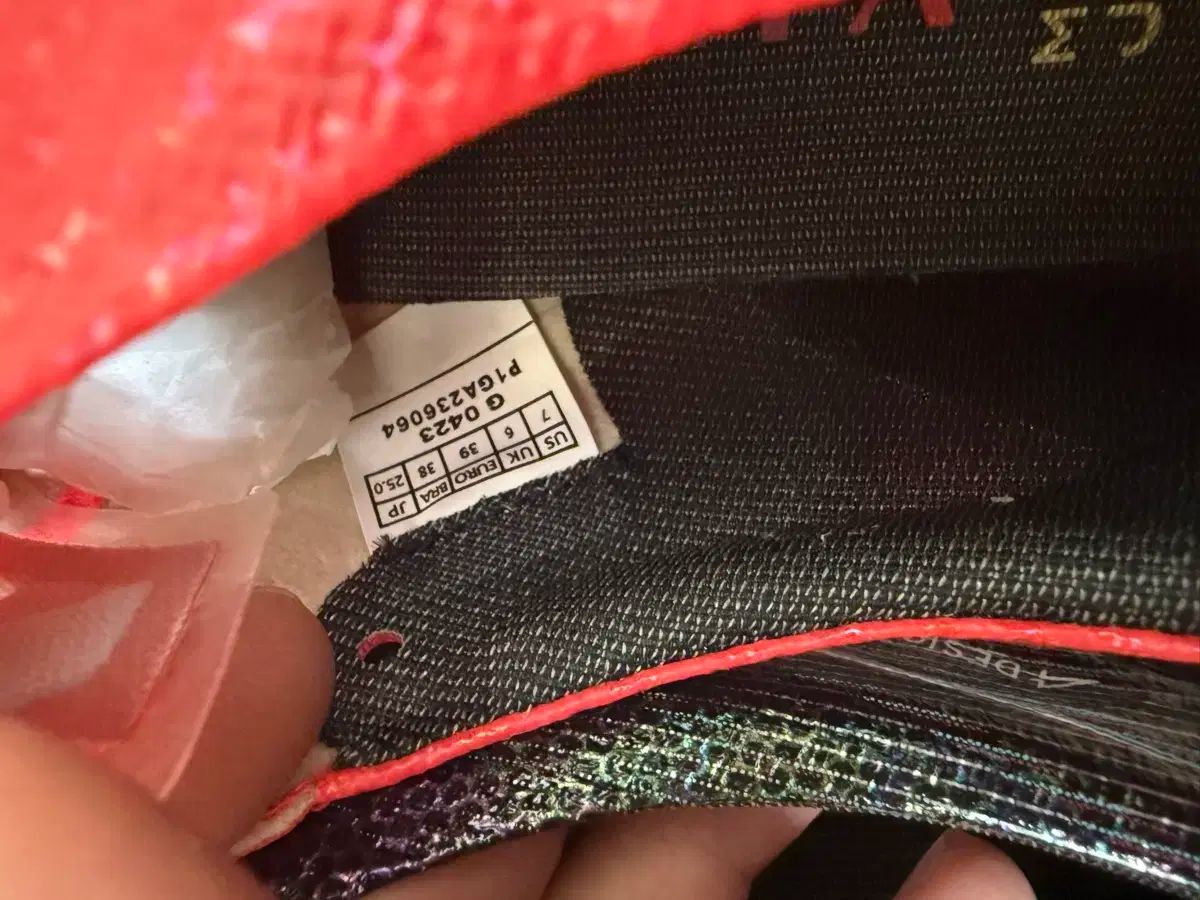 US UK EURO BRA JP
7 6 39 38 25.0
G 0423
P1GA236064